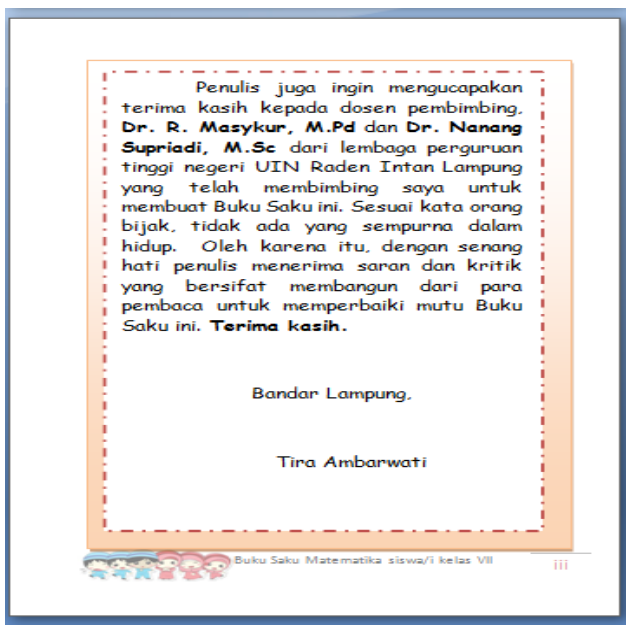 Penulis juga ingin mengucapakan
terima kasih kepada dosen pembimbing,
Dr. R. Masykur, M.Pd dan Dr. Nanang
Supriadi, M.Sc dari lembaga perguruan
tinggi negeri UIN Raden Intan Lampung
yang telah membimbing saya untuk
membuat Buku Saku ini. Sesuai kata orang
bijak, tidak ada yang sempurna dalam
hidup. Oleh karena itu, dengan senang
hati penulis menerima saran dan kritik
yang bersifat membangun dari para
pembaca untuk memperbaiki mutu Buku
Saku ini. Terima kasih.
Bandar Lampung,
Tira Ambarwati
Buku Saku Matematika siswa/i kelas VII
iii